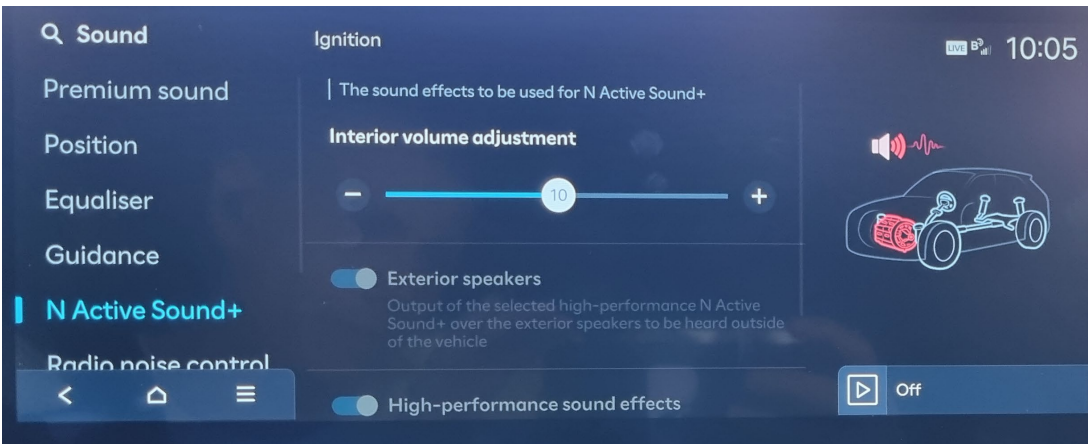 Sound
Ignition
LIVE
10:05
Premium sound
The sound effects to be used for N Active Sound+
Position
Interior volume adjustment
Equaliser
10
Guidance
Exterior speakers
Output of the selected high-performance N Active
Sound+ over the exterior speakers to be heard outside
of the vehicle
N Active Sound+
Radio noise control
High-performance sound effects
Off